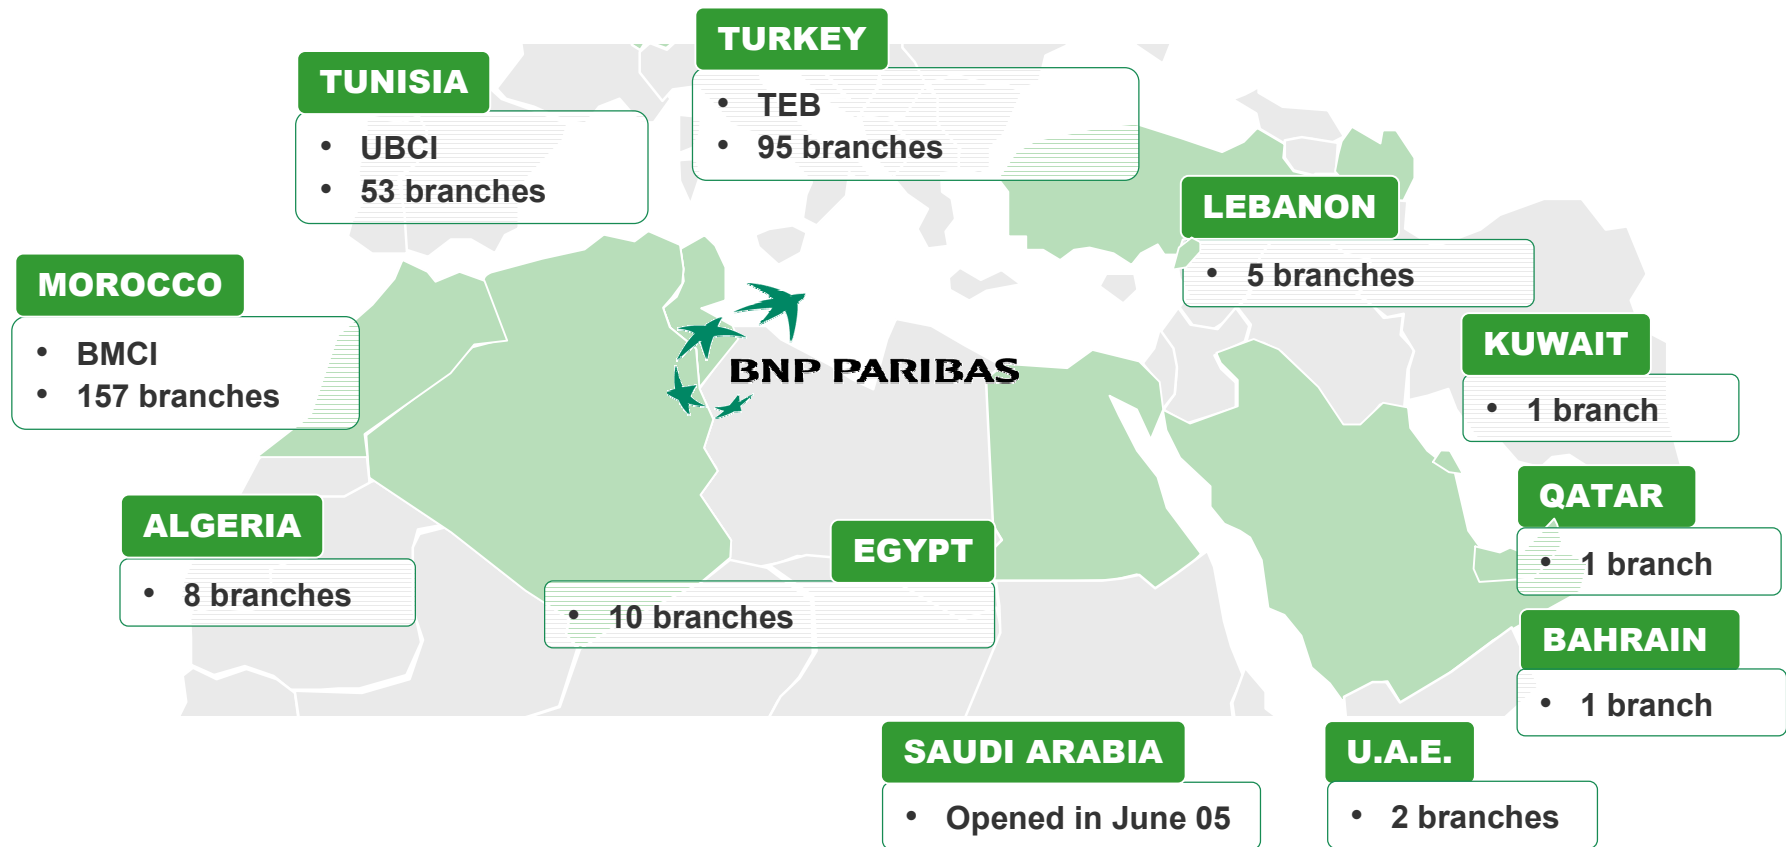 TURKEY
• TEB
• 95 branches
TUNISIA
• UBCI
• 53 branches
LEBANON
• 5 branches
MOROCCO
• BMCI
• 157 branches
BNP PARIBAS
KUWAIT
• 1 branch
QATAR
• 1 branch
ALGERIA
• 8 branches
EGYPT
• 10 branches
BAHRAIN
• 1 branch
SAUDI ARABIA
• Opened in June 05
U.A.E.
• 2 branches